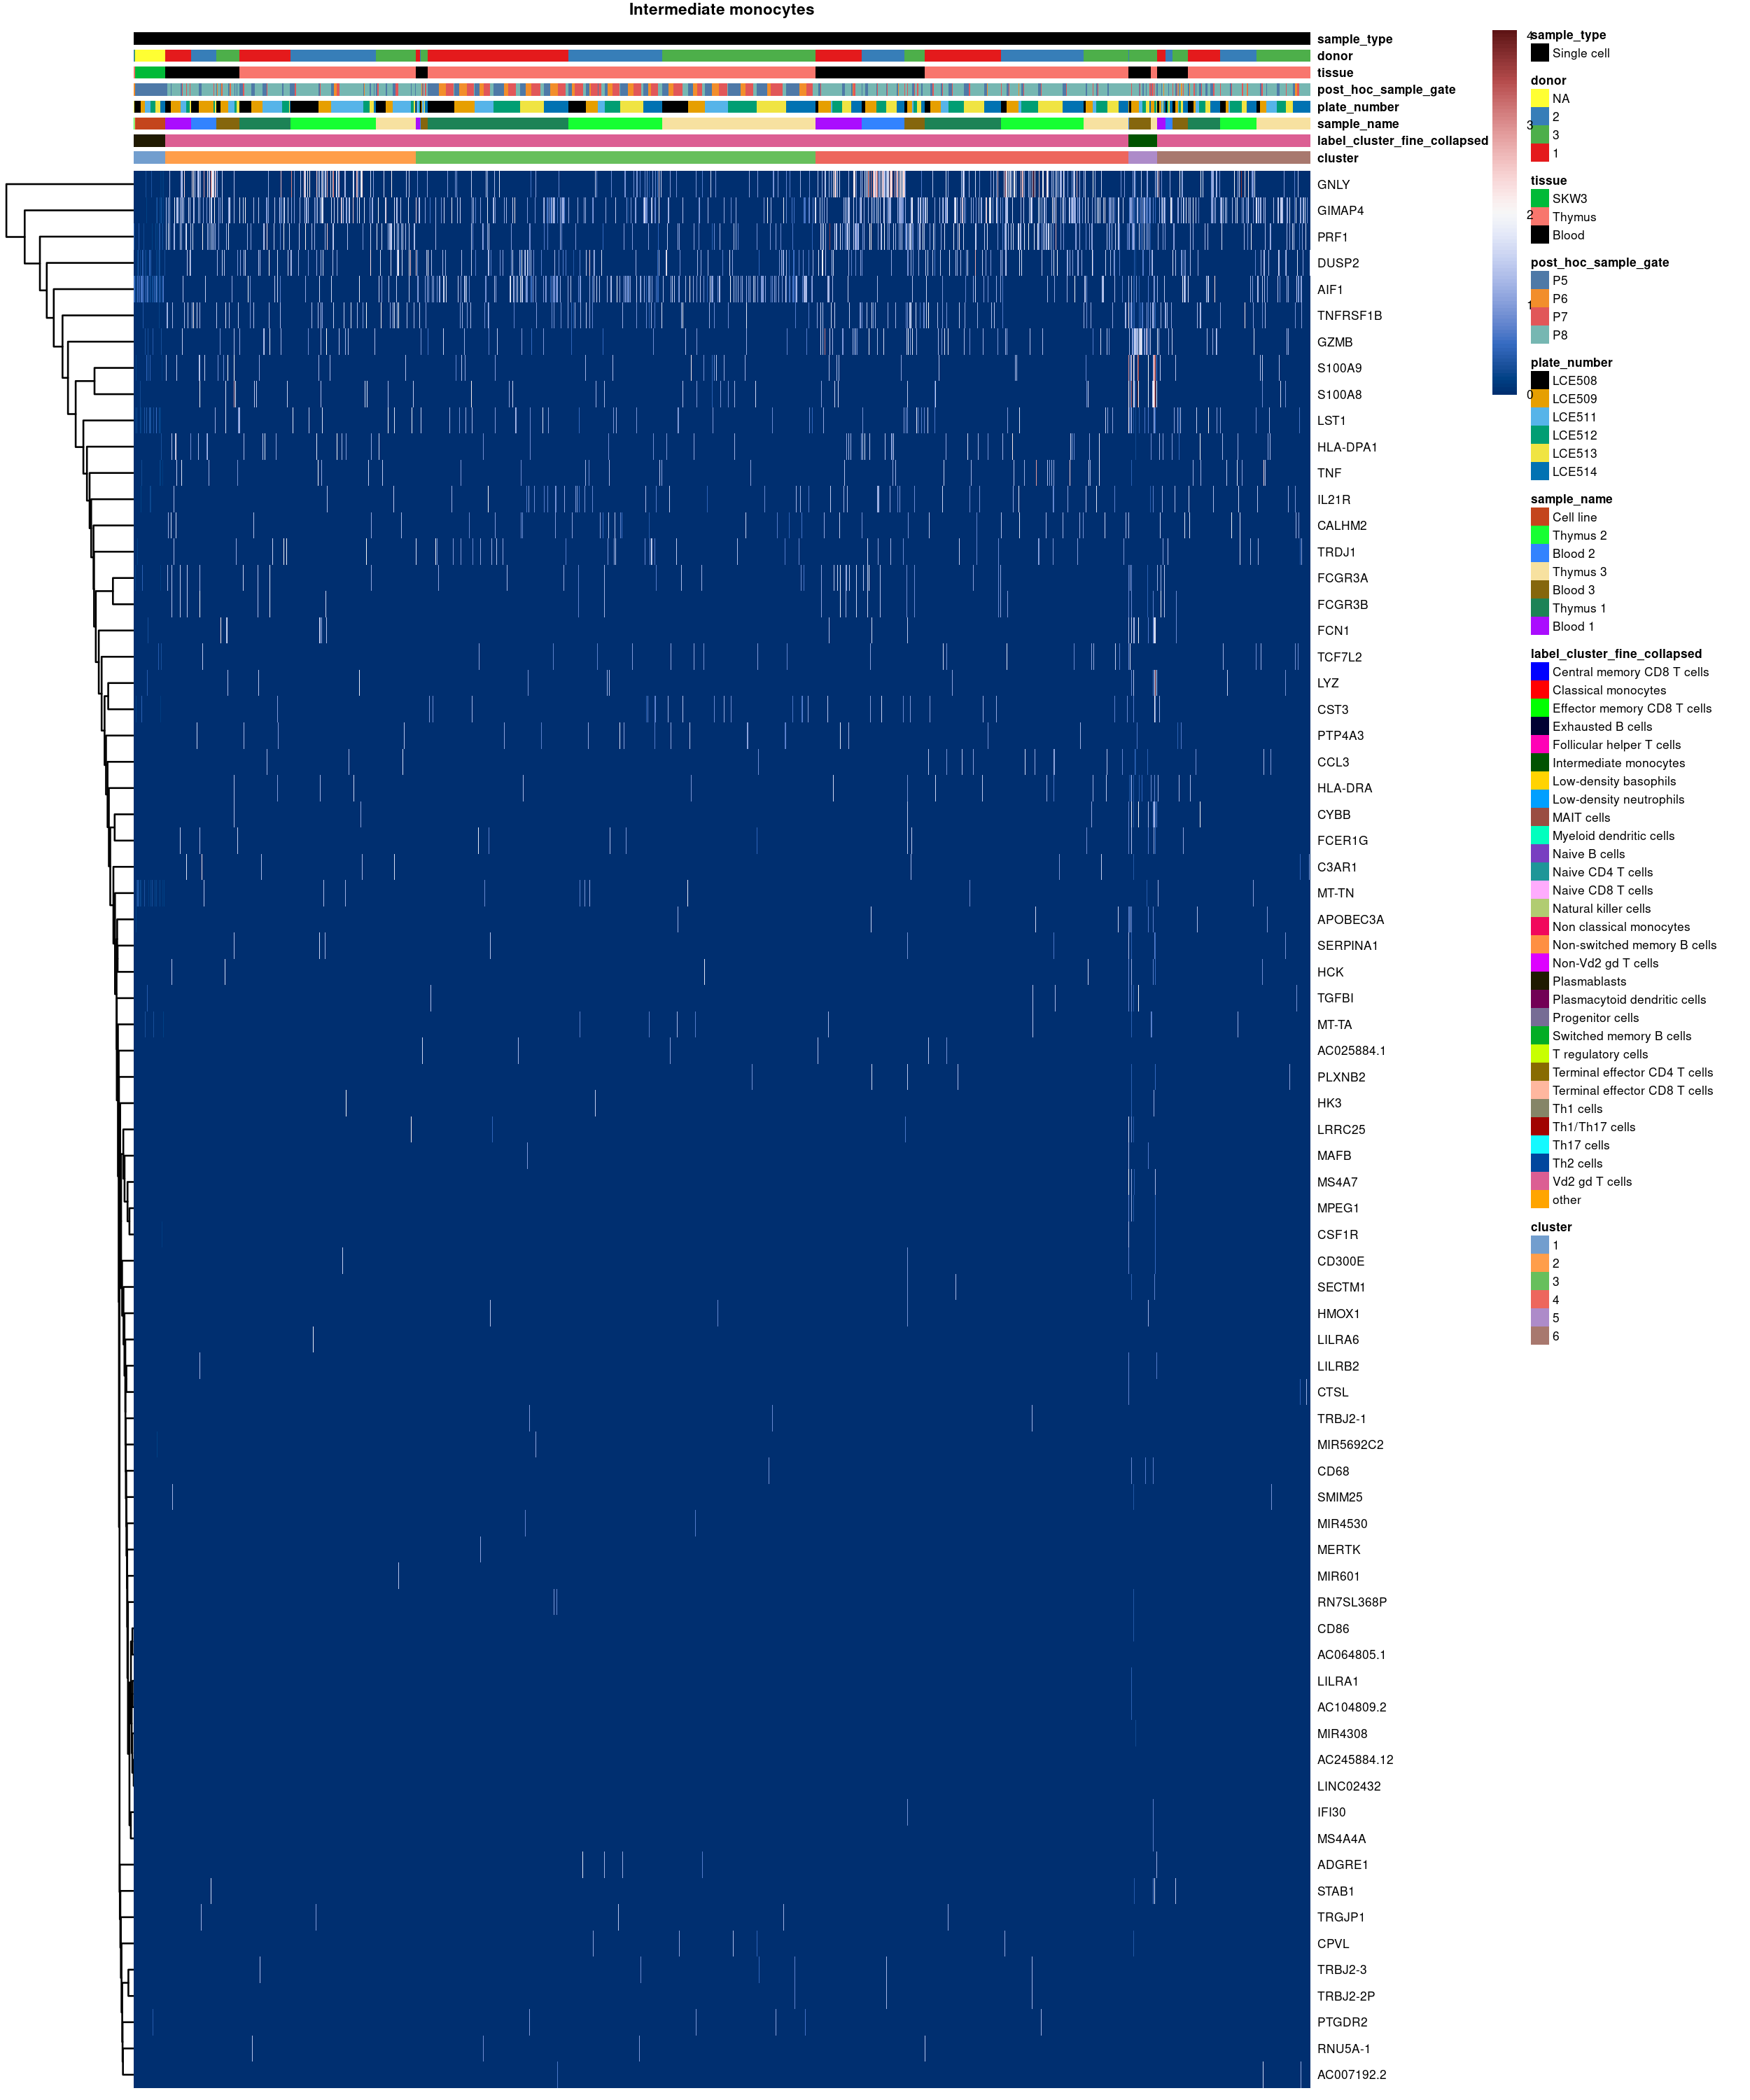 Intermediate monocytes
sample_type
donor
tissue
post_hoc_sample_gate
plate_number
sample_name
label_cluster_fine_collapsed
cluster
GNLY
GIMAP4
PRF1
DUSP2
AIF1
TNFRSF1B
GZMB
S100A9
S100A8
LST1
HLA-DPA1
TNF
IL21R
CALHM2
TRDJ1
FCGR3A
FCGR3B
FCN1
TCF7L2
LYZ
CST3
PTP4A3
CCL3
HLA-DRA
CYBB
FCER1G
C3AR1
MT-TN
APOBEC3A
SERPINA1
HCK
TGFBI
MT-TA
AC025884.1
PLXNB2
HK3
LRRC25
MAFB
MS4A7
MPEG1
CSF1R
CD300E
SECTM1
HMOX1
LILRA6
LILRB2
CTSL
TRBJ2-1
MIR5692C2
CD68
SMIM25
MIR4530
MERTK
MIR601
RN7SL368P
CD86
AC064805.1
LILRA1
AC104809.2
MIR4308
AC245884.12
LINC02432
IFI30
MS4A4A
ADGRE1
STAB1
TRGJP1
CPVL
TRBJ2-3
TRBJ2-2P
PTGDR2
RNU5A-1
AC007192.2
4
3
2
1
0
sample_type
Single cell
donor
NA
2
3
1
tissue
SKW3
Thymus
Blood
post_hoc_sample_gate
P5
P6
P7
P8
plate_number
LCE508
LCE509
LCE511
LCE512
LCE513
LCE514
sample_name
Cell line
Thymus 2
Blood 2
Thymus 3
Blood 3
Thymus 1
Blood 1
label_cluster_fine_collapsed
Central memory CD8 T cells
Classical monocytes
Effector memory CD8 T cells
Exhausted B cells
Follicular helper T cells
Intermediate monocytes
Low-density basophils
Low-density neutrophils
MAIT cells
Myeloid dendritic cells
Naive B cells
Naive CD4 T cells
Naive CD8 T cells
Natural killer cells
Non classical monocytes
Non-switched memory B cells
Non-Vd2 gd T cells
Plasmablasts
Plasmacytoid dendritic cells
Progenitor cells
Switched memory B cells
T regulatory cells
Terminal effector CD4 T cells
Terminal effector CD8 T cells
Th1 cells
Th1/Th17 cells
Th17 cells
Th2 cells
Vd2 gd T cells
other
cluster
1
2
3
4
5
6